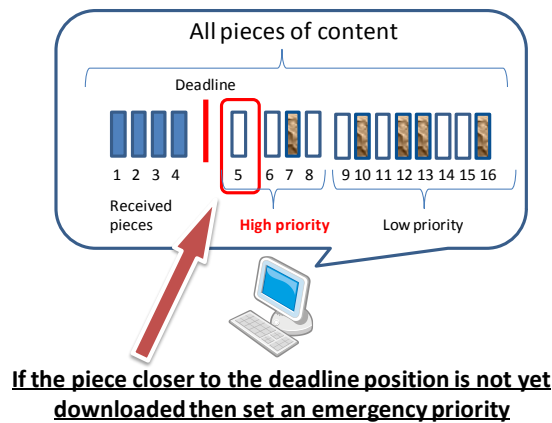 All pieces of content
Deadline
1 2 3 4 5 6 7 8 9 10 11 12 13 14 15 16
Received
pieces
High priority
Low priority
If the piece closer to the deadline position is not yet
downloaded then set an emergency priority